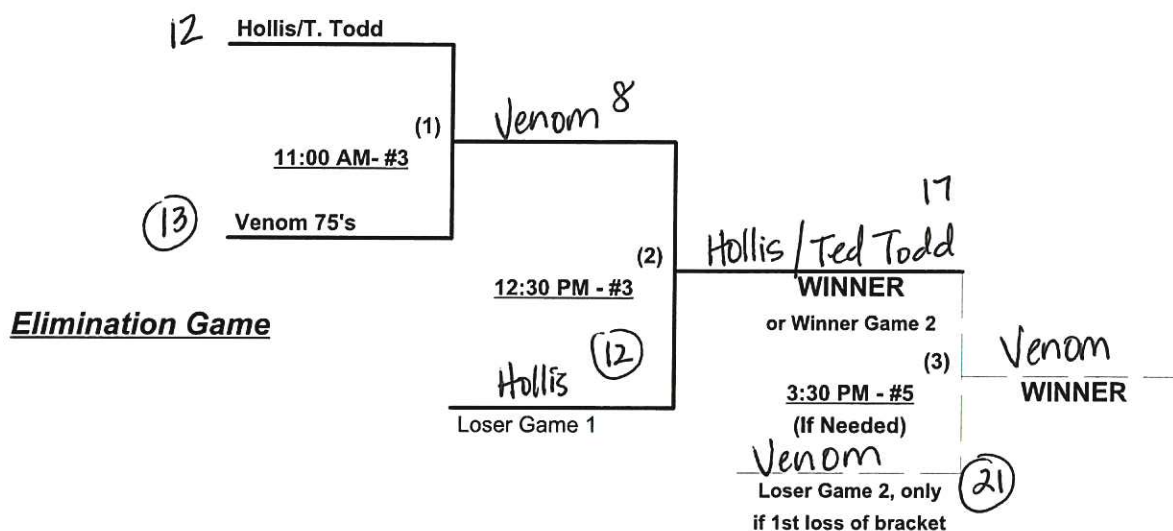 12 Hollis/T. Todd
(1)
Venom 8
11:00 AM- #3
13 Venom 75's
17
Hollis / Ted Todd
(2)
12:30 PM - #3
WINNER
or Winner Game 2
Elimination Game
Hollis 12
Loser Game 1
(3)
Venom
3:30 PM - #5
WINNER
(If Needed)
Venom
Loser Game 2, only
21
if 1st loss of bracket